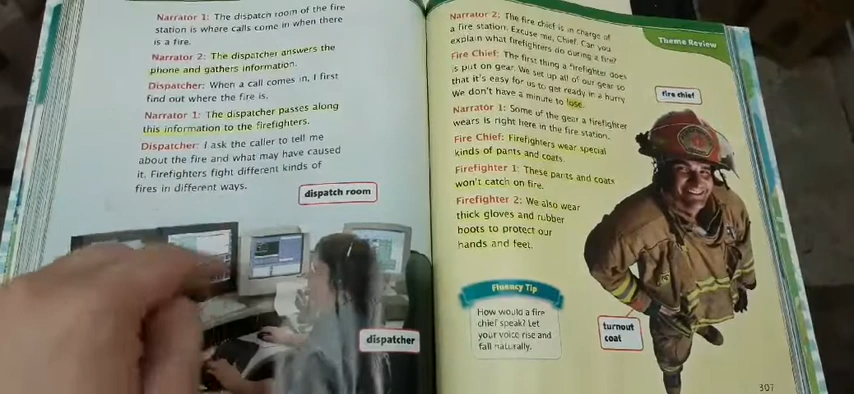 Narrator 1: The dispatch room of the fire
station is where calls come in when there
is a fire.
Narrator 2: The dispatcher answers the
phone and gathers information.
Dispatcher: When a call comes in, I first
find out where the fire is.
Narrator 1: The dispatcher passes along
this information to the firefighters.
Dispatcher: I ask the caller to tell me
about the fire and what may have caused
it. Firefighters fight different kinds of
fires in different ways.
dispatch room
dispatcher
Narrator 2: The fire chief is in charge of
a fire station. Excuse me, Chief. Can you
explain what firefighters do during a fire?
Fire Chief: The first thing a firefighter does
is put on gear. We set up all of our gear so
that it's easy for us to get ready in a hurry.
We don't have a minute to lose.
Narrator 1: Some of the gear a firefighter
wears is right here in the fire station.
Fire Chief: Firefighters wear special
kinds of pants and coats.
Firefighter 1: These pants and coats
won't catch on fire.
Firefighter 2: We also wear
thick gloves and rubber
boots to protect our
hands and feet.
Theme Review
fire chief
Fluency Tip
How would a fire
chief speak? Let
your voice rise and
fall naturally.
turnout
coat
307